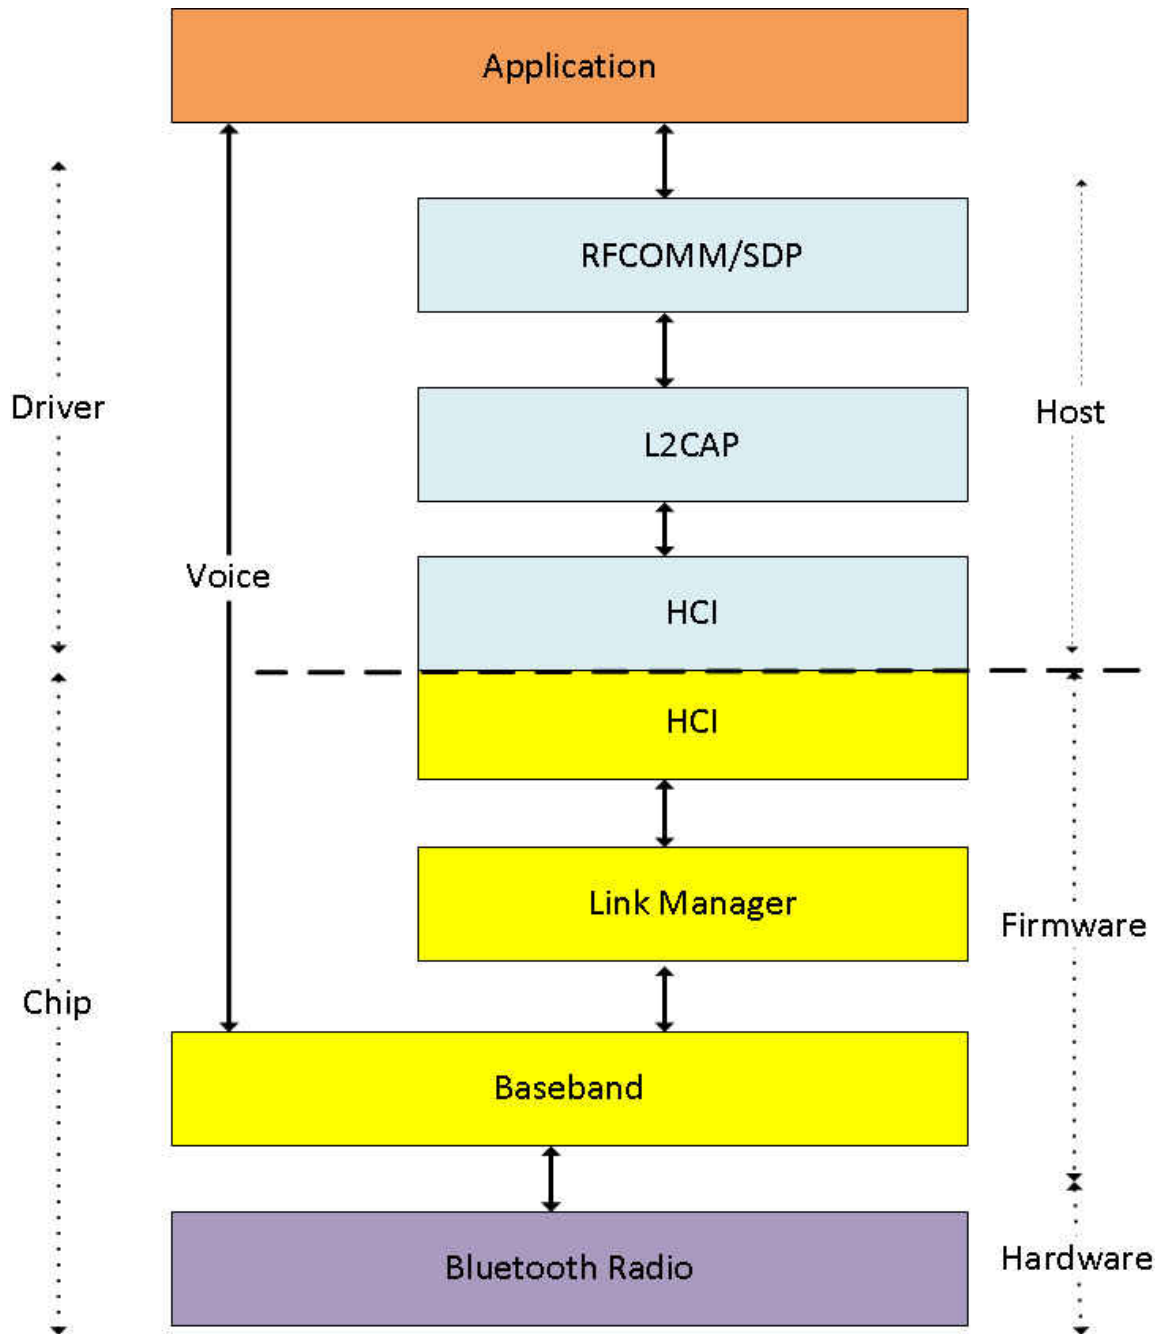 Application
RFCOMM/SDP
Driver
Host
L2CAP
Voice
HCI
HCI
Link Manager
Firmware
Chip
Baseband
Bluetooth Radio
Hardware